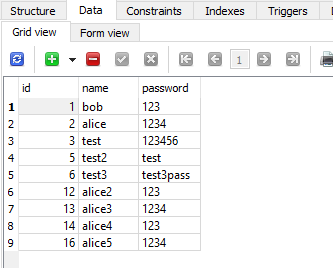 Structure Data Constraints Indexes Triggers
Grid view Form view
1
id name password
1 1 bob 123
2 2 alice 1234
3 3 test 123456
4 5 test2 test
5 6 test3 test3pass
6 12 alice2 123
7 13 alice3 1234
8 14 alice4 123
9 16 alice5 1234